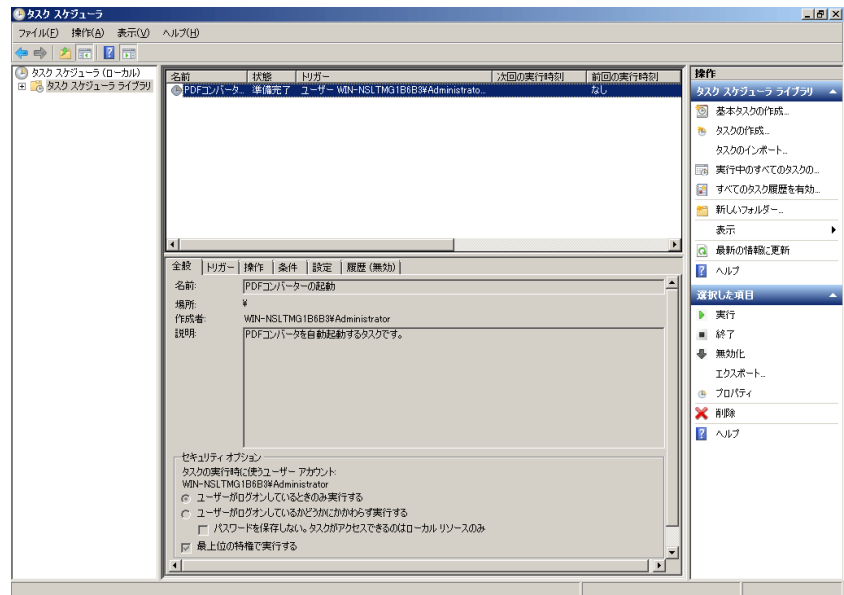 タスク スケジューラ
ファイル(F) 操作(A) 表示(V) ヘルプ(H)
タスク スケジューラ (ローカル)
タスク スケジューラ ライブラリ
名前 状態 トリガー 次回の実行時刻 前回の実行時刻
PDFコンバータ... 準備完了 ユーザー WIN-NSLTMG1B6B3¥Administrato... なし
全般 トリガー 操作 条件 設定 履歴 (無効)
名前: PDFコンバーターの起動
場所: ¥
作成者: WIN-NSLTMG1B6B3¥Administrator
説明: PDFコンバータを自動起動するタスクです。
セキュリティ オプション
タスクの実行時に使うユーザー アカウント:
WIN-NSLTMG1B6B3¥Administrator
ユーザーがログオンしているときのみ実行する
ユーザーがログオンしているかどうかにかかわらず実行する
パスワードを保存しない。タスクがアクセスできるのはローカル リソースのみ
最上位の特権で実行する
操作
タスク スケジューラ ライブラリ
基本タスクの作成...
タスクの作成...
タスクのインポート...
実行中のすべてのタスクの...
すべてのタスク履歴を有効...
新しいフォルダー...
表示
最新の情報に更新
ヘルプ
選択した項目
実行
終了
無効化
エクスポート...
プロパティ
削除
ヘルプ